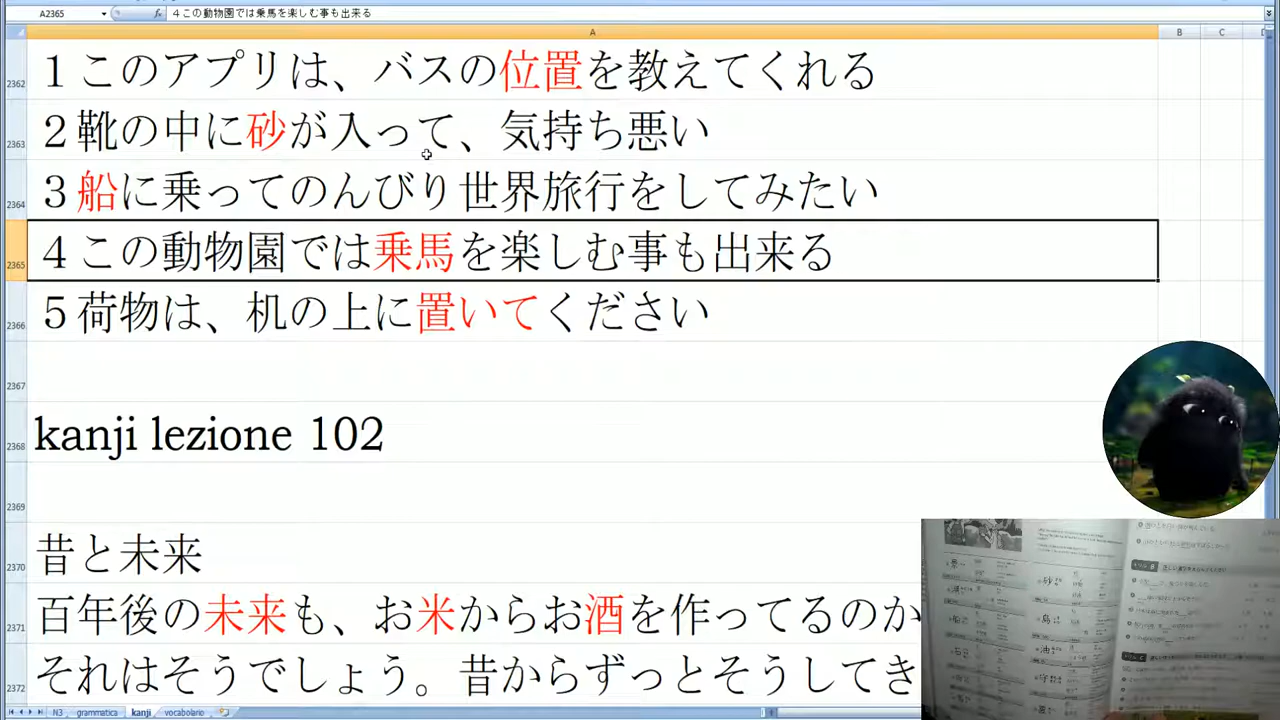 A2365
fx
４この動物園では乗馬を楽しむ事も出来る
A
B
C
2362
１このアプリは、バスの位置を教えてくれる
2363
２靴の中に砂が入って、気持ち悪い
2364
３船に乗ってのんびり世界旅行をしてみたい
2365
４この動物園では乗馬を楽しむ事も出来る
2366
５荷物は、机の上に置いてください
2367
2368
kanji lezione 102
2369
2370
昔と未来
2371
百年後の未来も、お米からお酒を作ってるのか
2372
それはそうでしょう。昔からずっとそうしてき
N3
grammatica
kanji
vocabolario